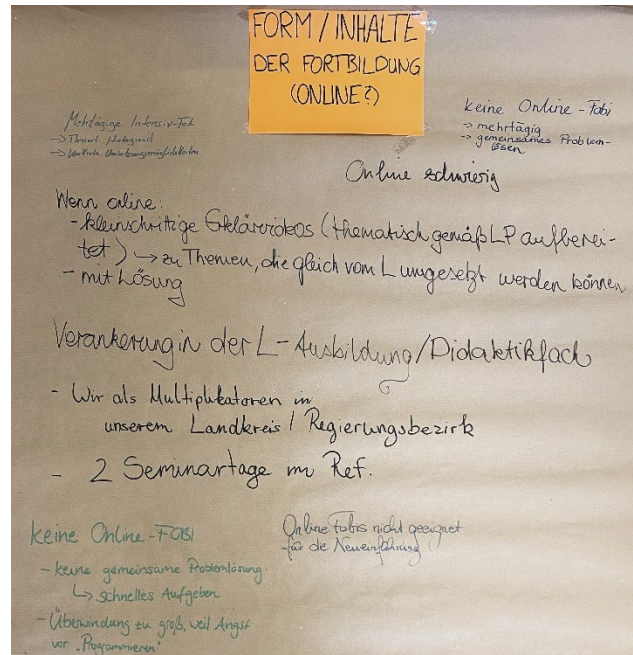 FORM / INHALTE
DER FORTBILDUNG
(ONLINE?)
Mehrtägige Intensiv-Fobi
→
→ konkrete Umsetzungsmöglichkeiten
keine Online-Fobi
→ mehrtägig
→ gemeinsames Problem-
lösen
Online schwierig
Wenn online:
- kleinschrittige Erklärvideos (thematisch gemäß LP aufberei-
tet) → zu Themen, die gleich vom L umgesetzt werden können
- mit Lösung
Verankerung in der L-Ausbildung/Didaktikfach
- Wir als Multiplikatoren in
unserem Landkreis / Regierungsbezirk
- 2 Seminartage im Ref.
keine Online-FOBI
- keine gemeinsame Problemlösung
↳ schnelles Aufgeben
- Überwindung zu groß, weil Angst
vor „Programmieren"
Online Fobis nicht geeignet
für die Neueinführung